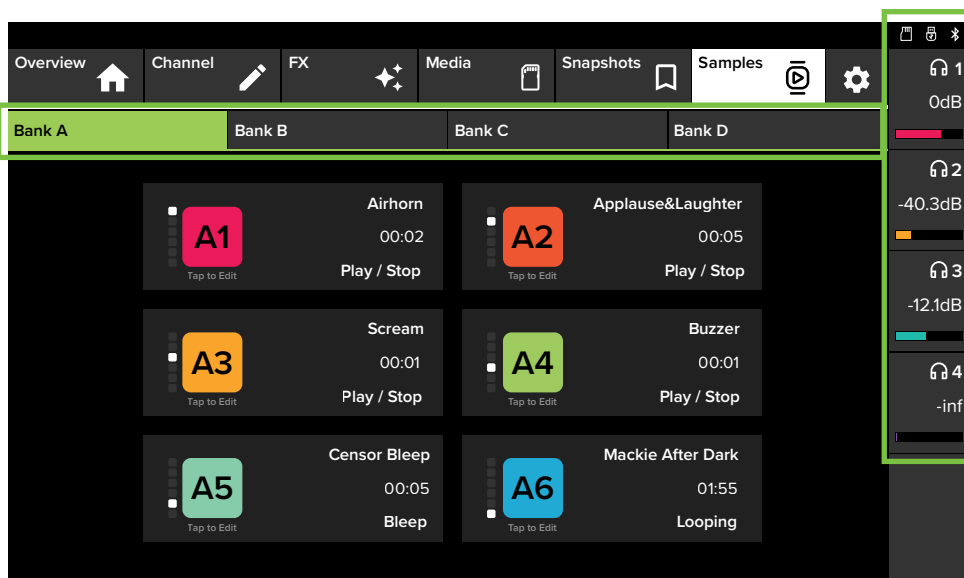 Overview
Channel
FX
Media
Snapshots
Samples
Bank A
Bank B
Bank C
Bank D
A1
Tap to Edit
Airhorn
00:02
Play / Stop
A2
Tap to Edit
Applause&Laughter
00:05
Play / Stop
A3
Tap to Edit
Scream
00:01
Play / Stop
A4
Tap to Edit
Buzzer
00:01
Play / Stop
A5
Tap to Edit
Censor Bleep
00:05
Bleep
A6
Tap to Edit
Mackie After Dark
01:55
Looping
1
0dB
2
-40.3dB
3
-12.1dB
4
-inf